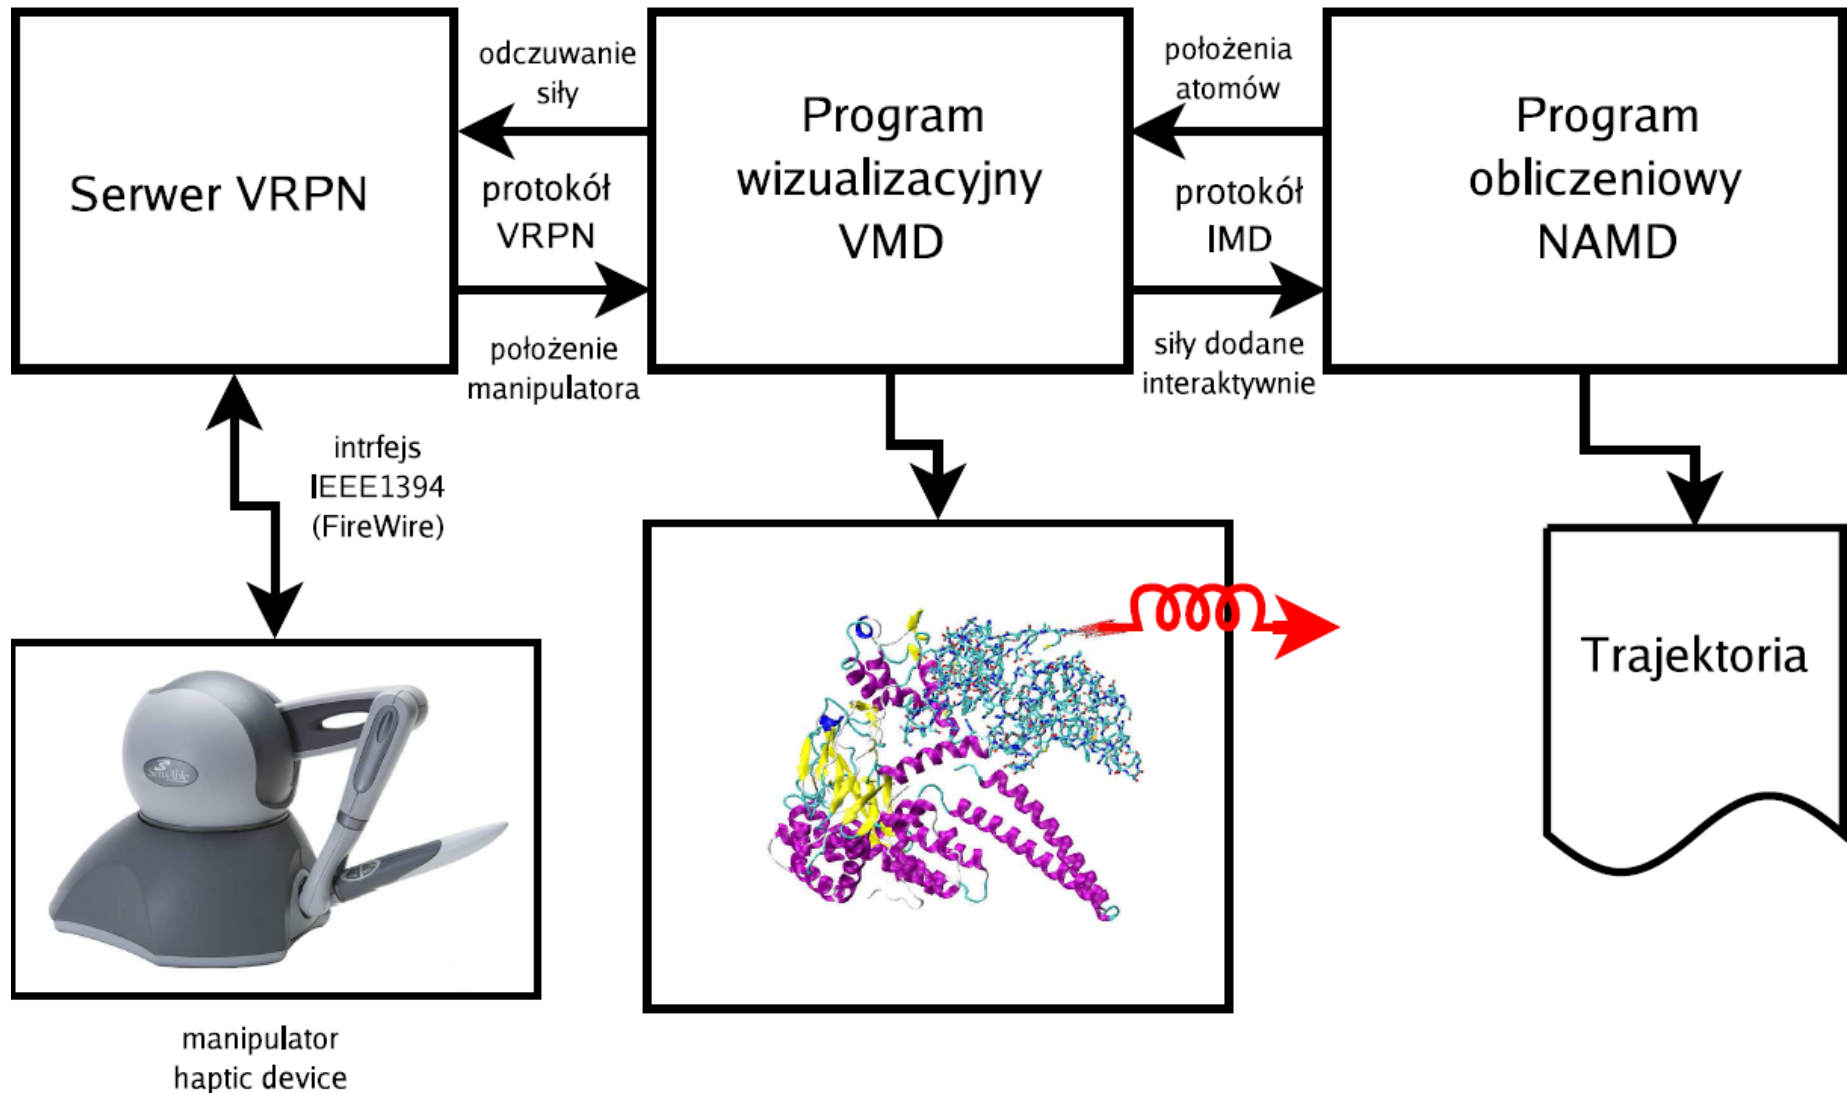 odczuwanie
siły
położenia
atomów
Serwer VRPN
protokół
VRPN
Program
wizualizacyjny
VMD
protokół
IMD
Program
obliczeniowy
NAMD
położenie
manipulatora
siły dodane
interaktywnie
intrfejs
IEEE1394
(FireWire)
SensAble
Trajektoria
manipulator
haptic device